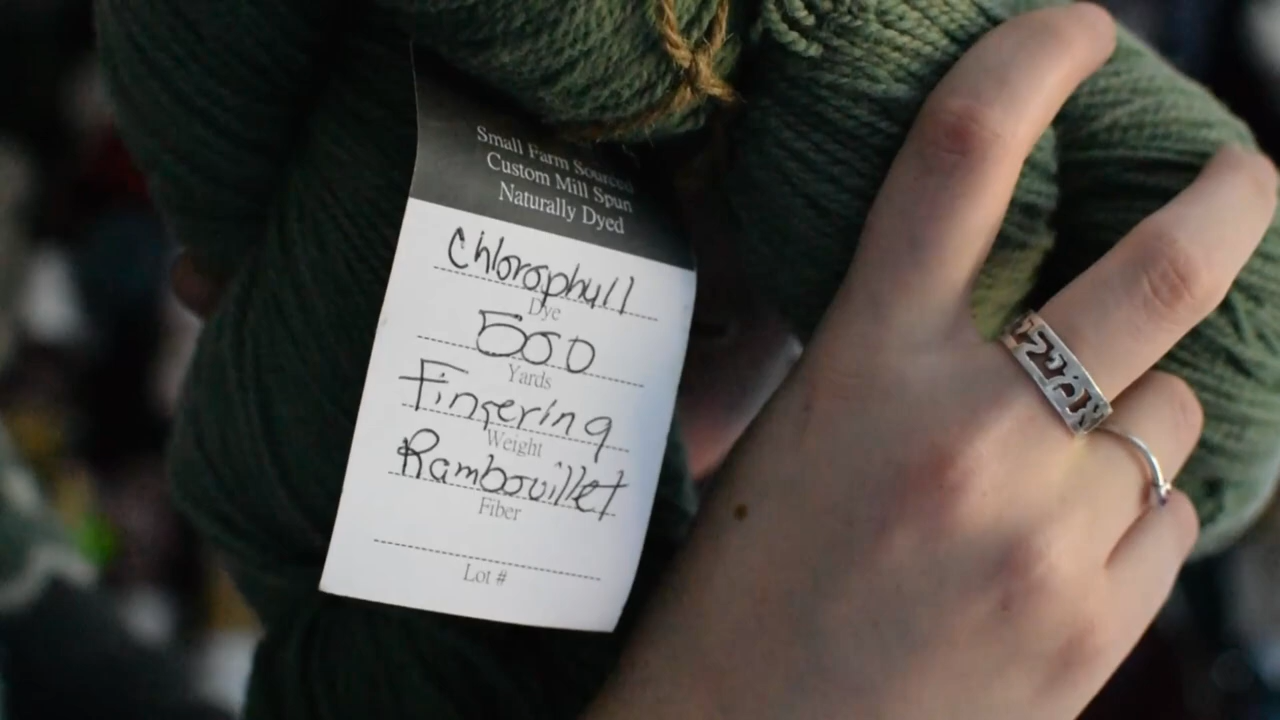 Small Farm Sourced
Custom Mill Spun
Naturally Dyed
Chlorophyll
Dye
500
Yards
Fingering
Weight
Rambouillet
Fiber
Lot #